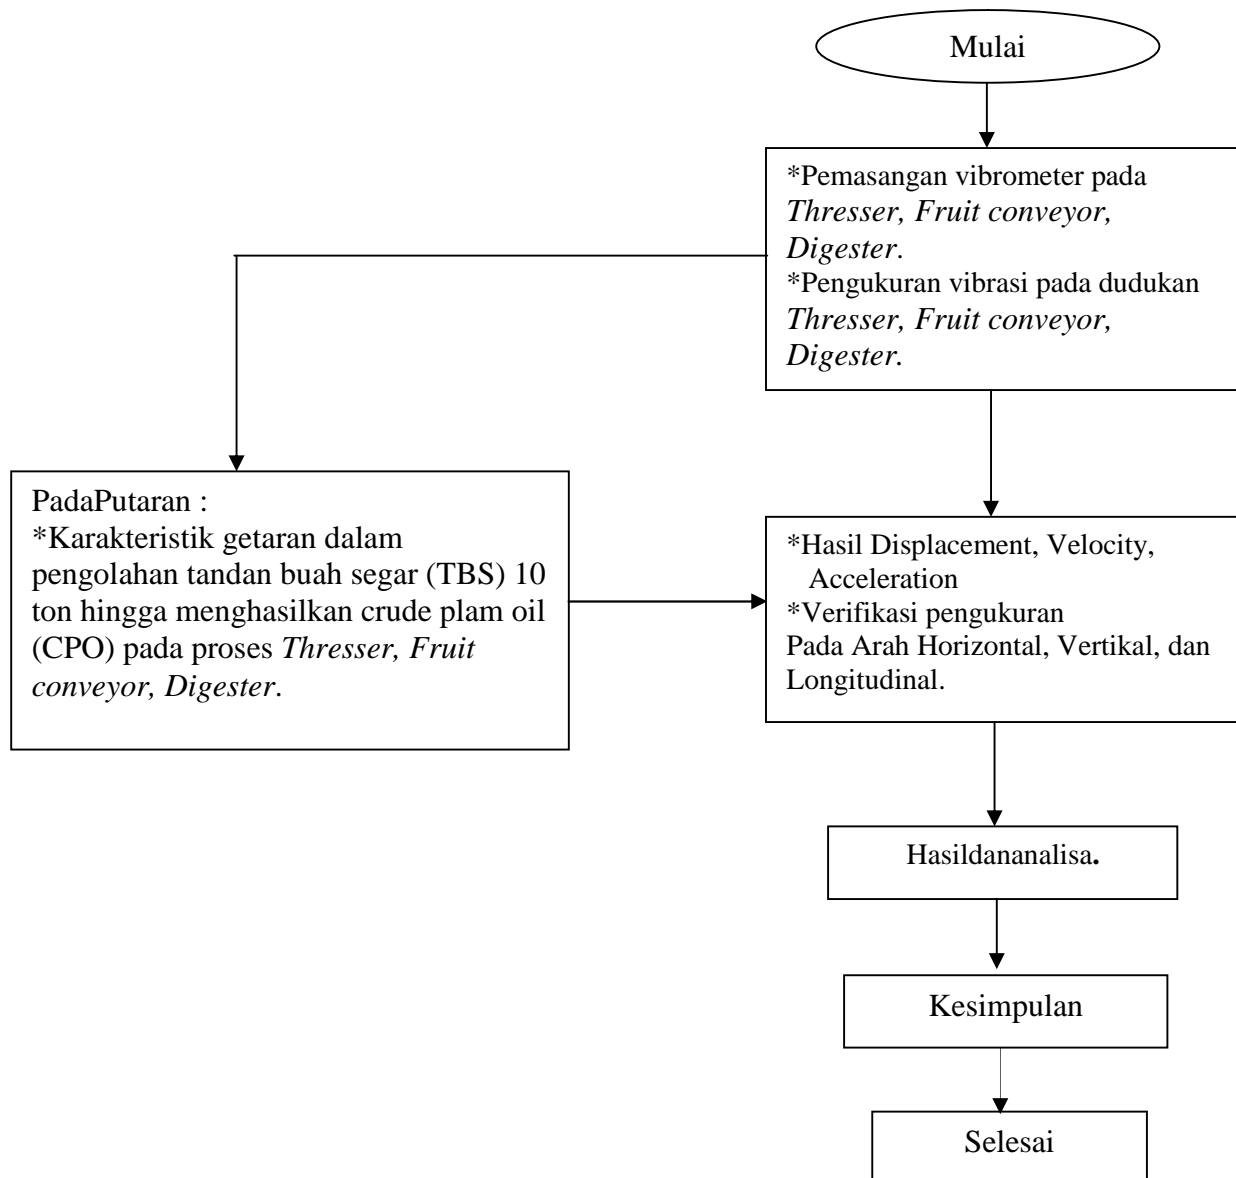 Mulai
*Pemasangan vibrometer pada
Thresser, Fruit conveyor,
Digester.
*Pengukuran vibrasi pada dudukan
Thresser, Fruit conveyor,
Digester.
PadaPutaran :
*Karakteristik getaran dalam
pengolahan tandan buah segar (TBS) 10
ton hingga menghasilkan crude plam oil
(CPO) pada proses Thresser, Fruit
conveyor, Digester.
*Hasil Displacement, Velocity,
Acceleration
*Verifikasi pengukuran
Pada Arah Horizontal, Vertikal, dan
Longitudinal.
Hasildananalisa.
Kesimpulan
Selesai